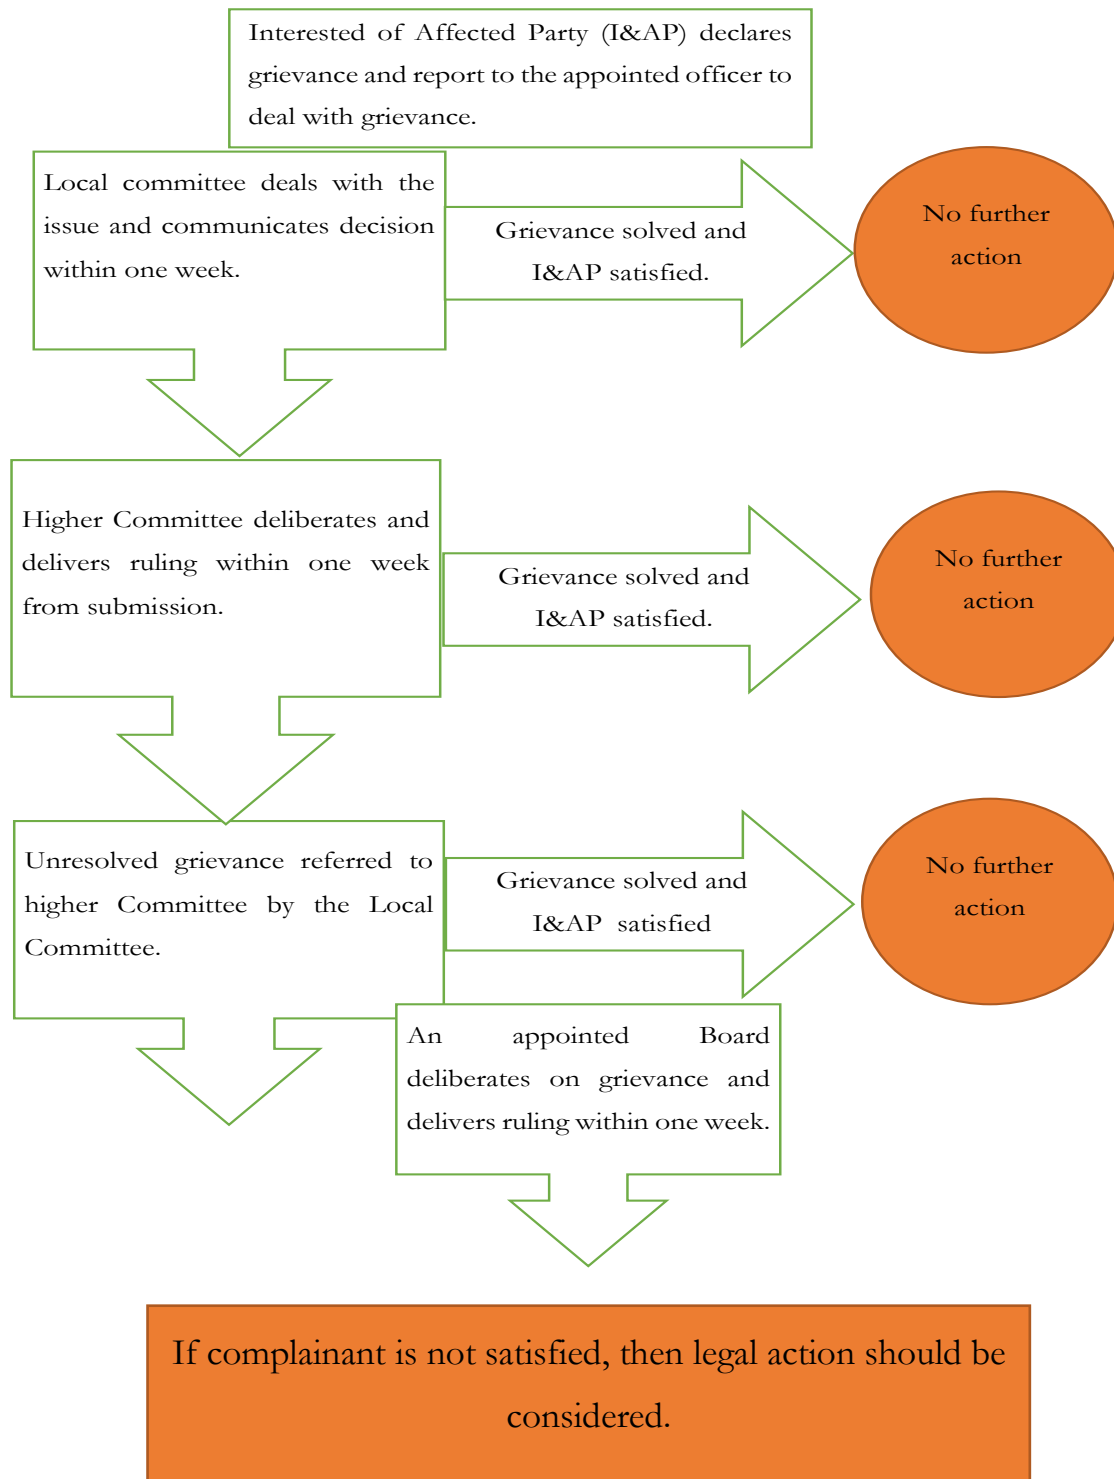 Interested of Affected Party (I&AP) declares
grievance and report to the appointed officer to
deal with grievance.
Local committee deals with the
issue and communicates decision
within one week.
Grievance solved and
I&AP satisfied.
No further
action
Higher Committee deliberates and
delivers ruling within one week
from submission.
Grievance solved and
I&AP satisfied.
No further
action
Unresolved grievance referred to
higher Committee by the Local
Committee.
Grievance solved and
I&AP satisfied
No further
action
An appointed Board
deliberates on grievance and
delivers ruling within one week.
If complainant is not satisfied, then legal action should be
considered.